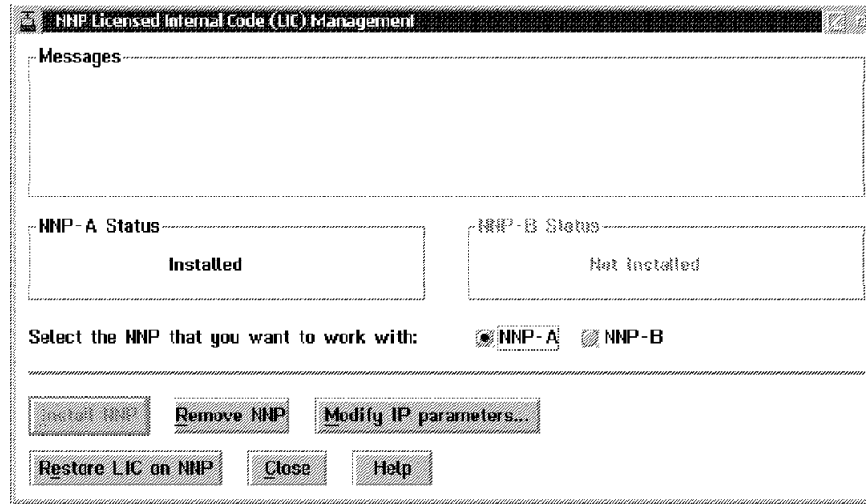 NNP Licensed Internal Code (LIC) Management
Messages
NNP-A Status
NNP-B Status
Installed
Not Installed
Select the NNP that you want to work with: NNP-A NNP-B
Install NNP Remove NNP Modify IP parameters...
Restore LIC on NNP Close Help